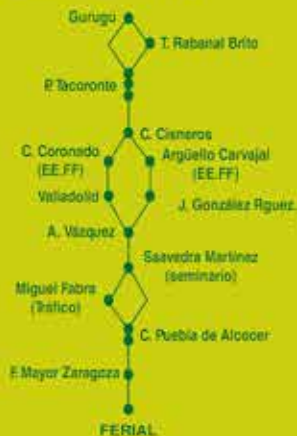 Gurugú
T. Rabanal Brito
P. Tacoronte
C. Cisneros
C. Coronado
(EE.FF)
Argüello Carvajal
(EE.FF)
Valladolid
J. González Rguez.
A. Vázquez
Saavedra Martínez
(seminario)
Miguel Fabra
(Tráfico)
C. Puebla de Alcocer
F. Mayor Zaragoza
FERIAL